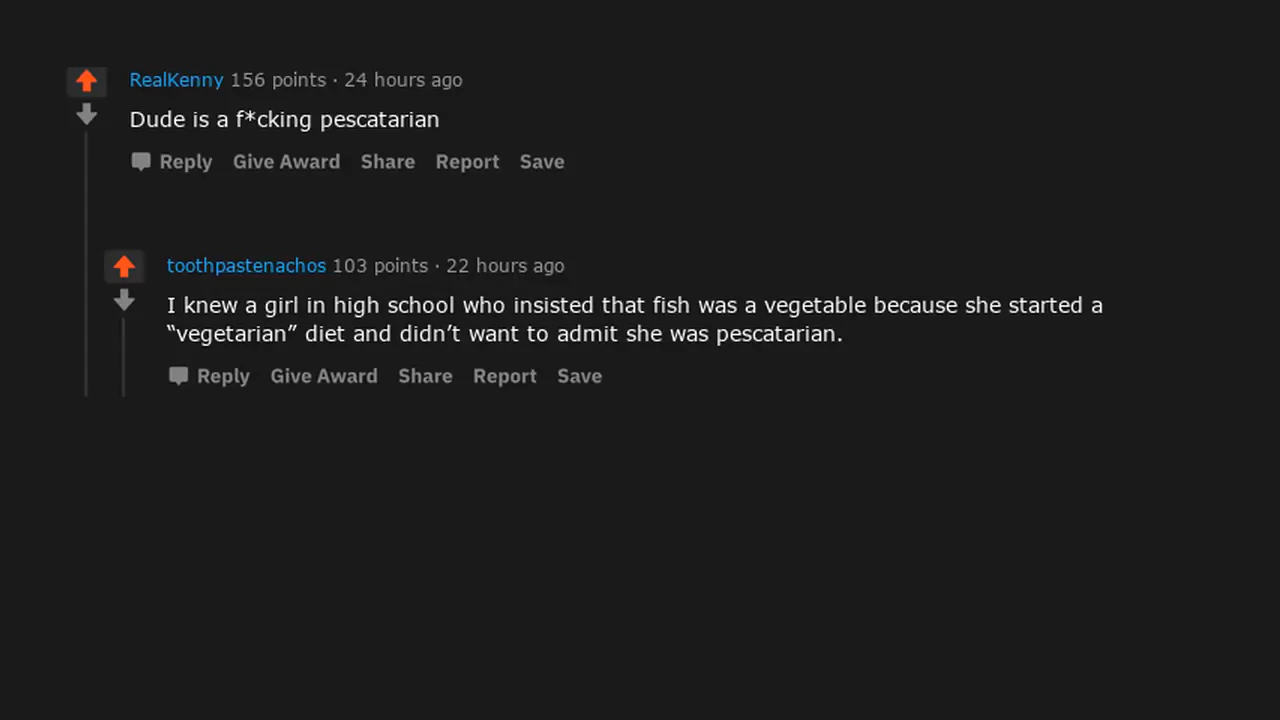 RealKenny 156 points · 24 hours ago
Dude is a f*cking pescatarian
Reply Give Award Share Report Save
toothpastenachos 103 points · 22 hours ago
I knew a girl in high school who insisted that fish was a vegetable because she started a
“vegetarian” diet and didn’t want to admit she was pescatarian.
Reply Give Award Share Report Save